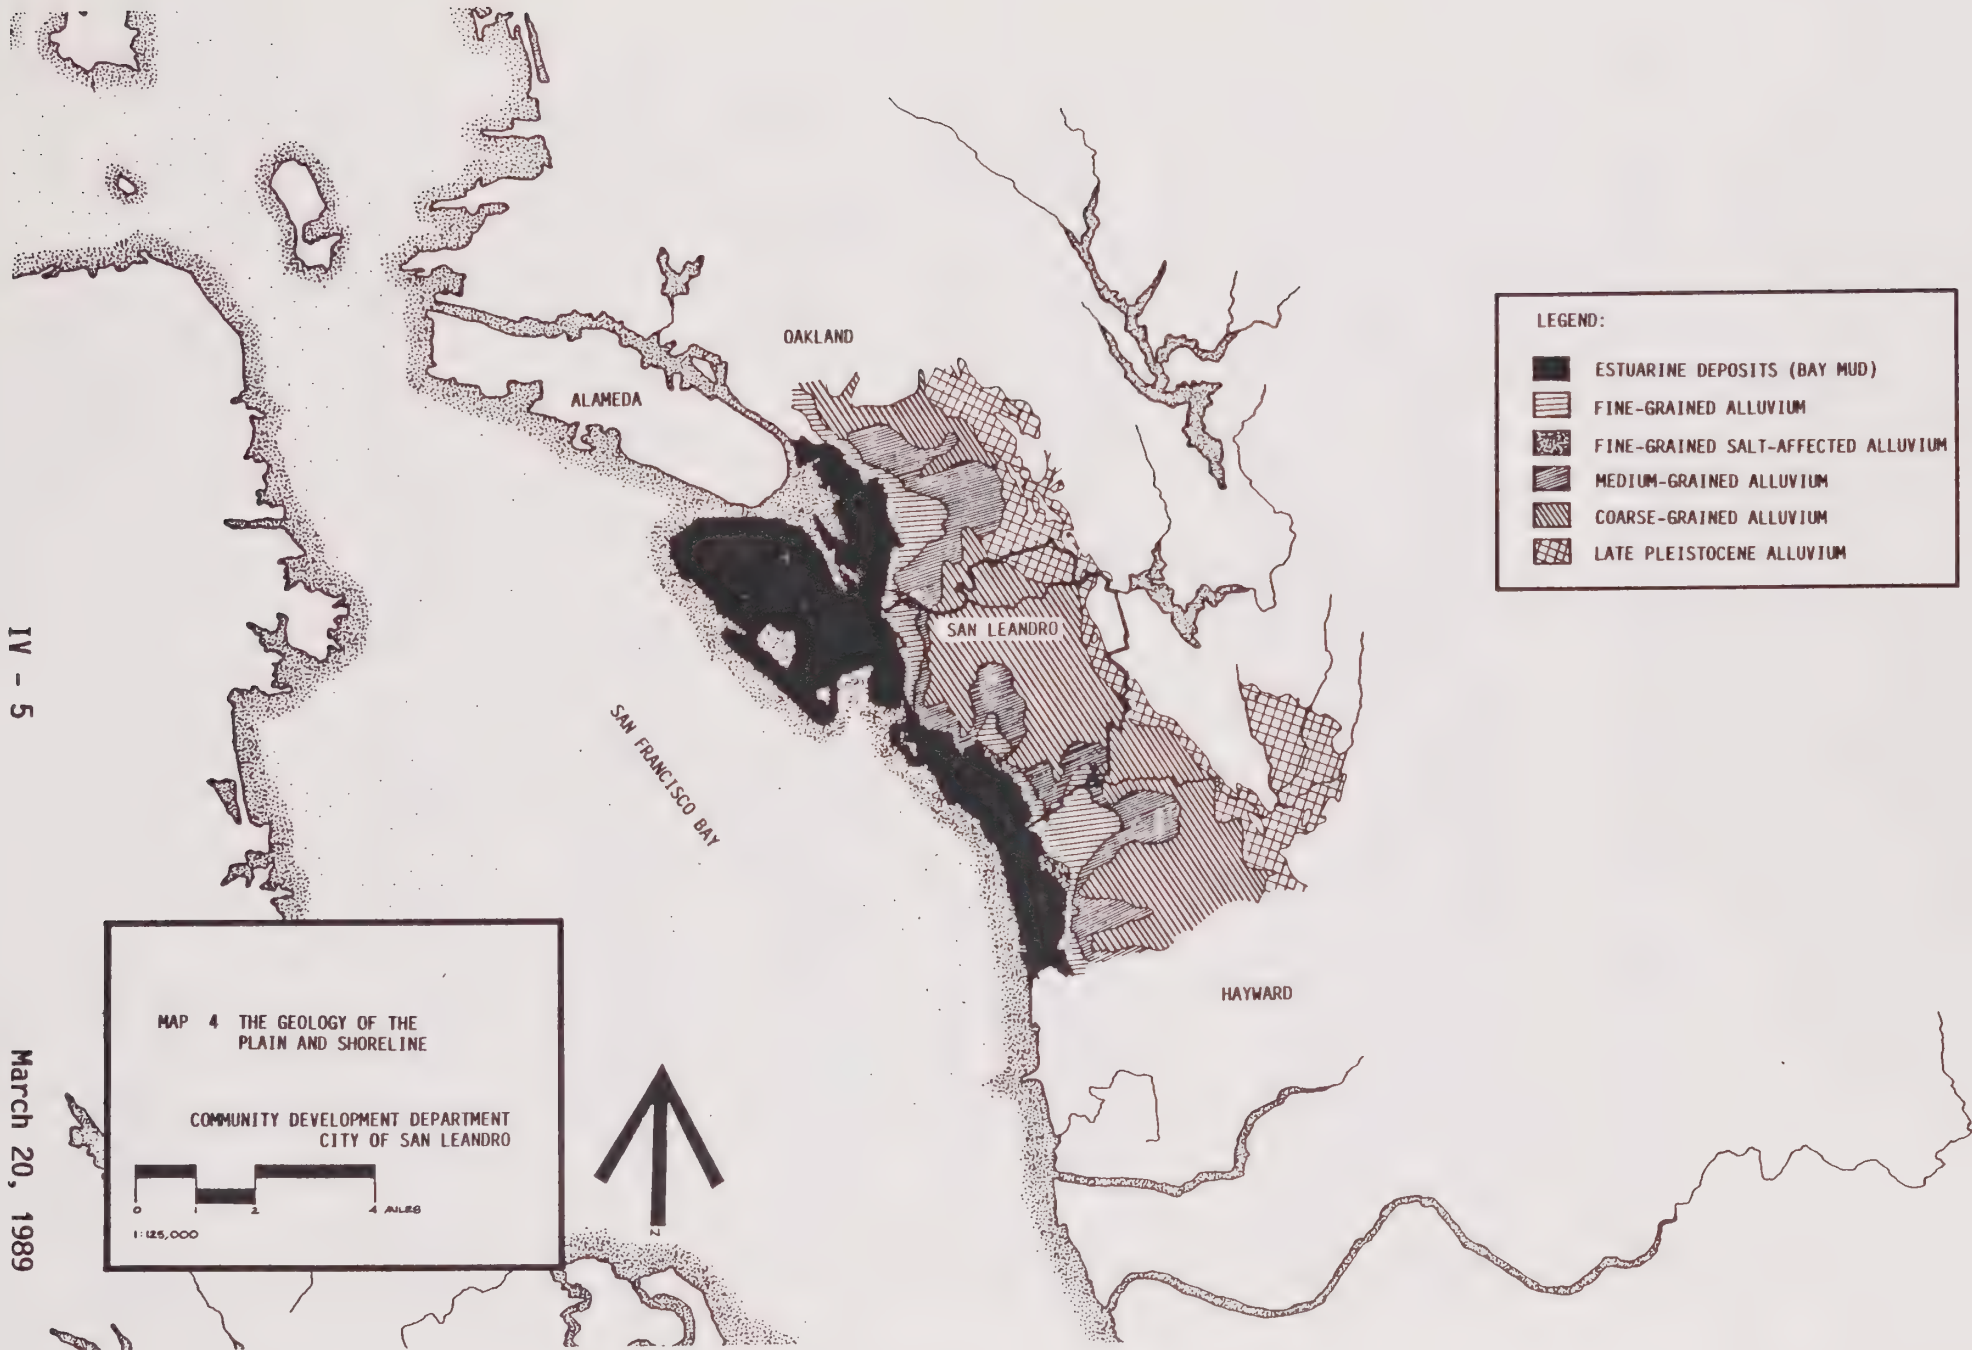 OAKLAND
ALAMEDA
SAN LEANDRO
SAN FRANCISCO BAY
HAYWARD
LEGEND:
ESTUARINE DEPOSITS (BAY MUD)
FINE-GRAINED ALLUVIUM
FINE-GRAINED SALT-AFFECTED ALLUVIUM
MEDIUM-GRAINED ALLUVIUM
COARSE-GRAINED ALLUVIUM
LATE PLEISTOCENE ALLUVIUM
MAP 4 THE GEOLOGY OF THE
PLAIN AND SHORELINE
COMMUNITY DEVELOPMENT DEPARTMENT
CITY OF SAN LEANDRO
0 1 2 4 MILES
1:125,000
N
IV - 5
March 20, 1989